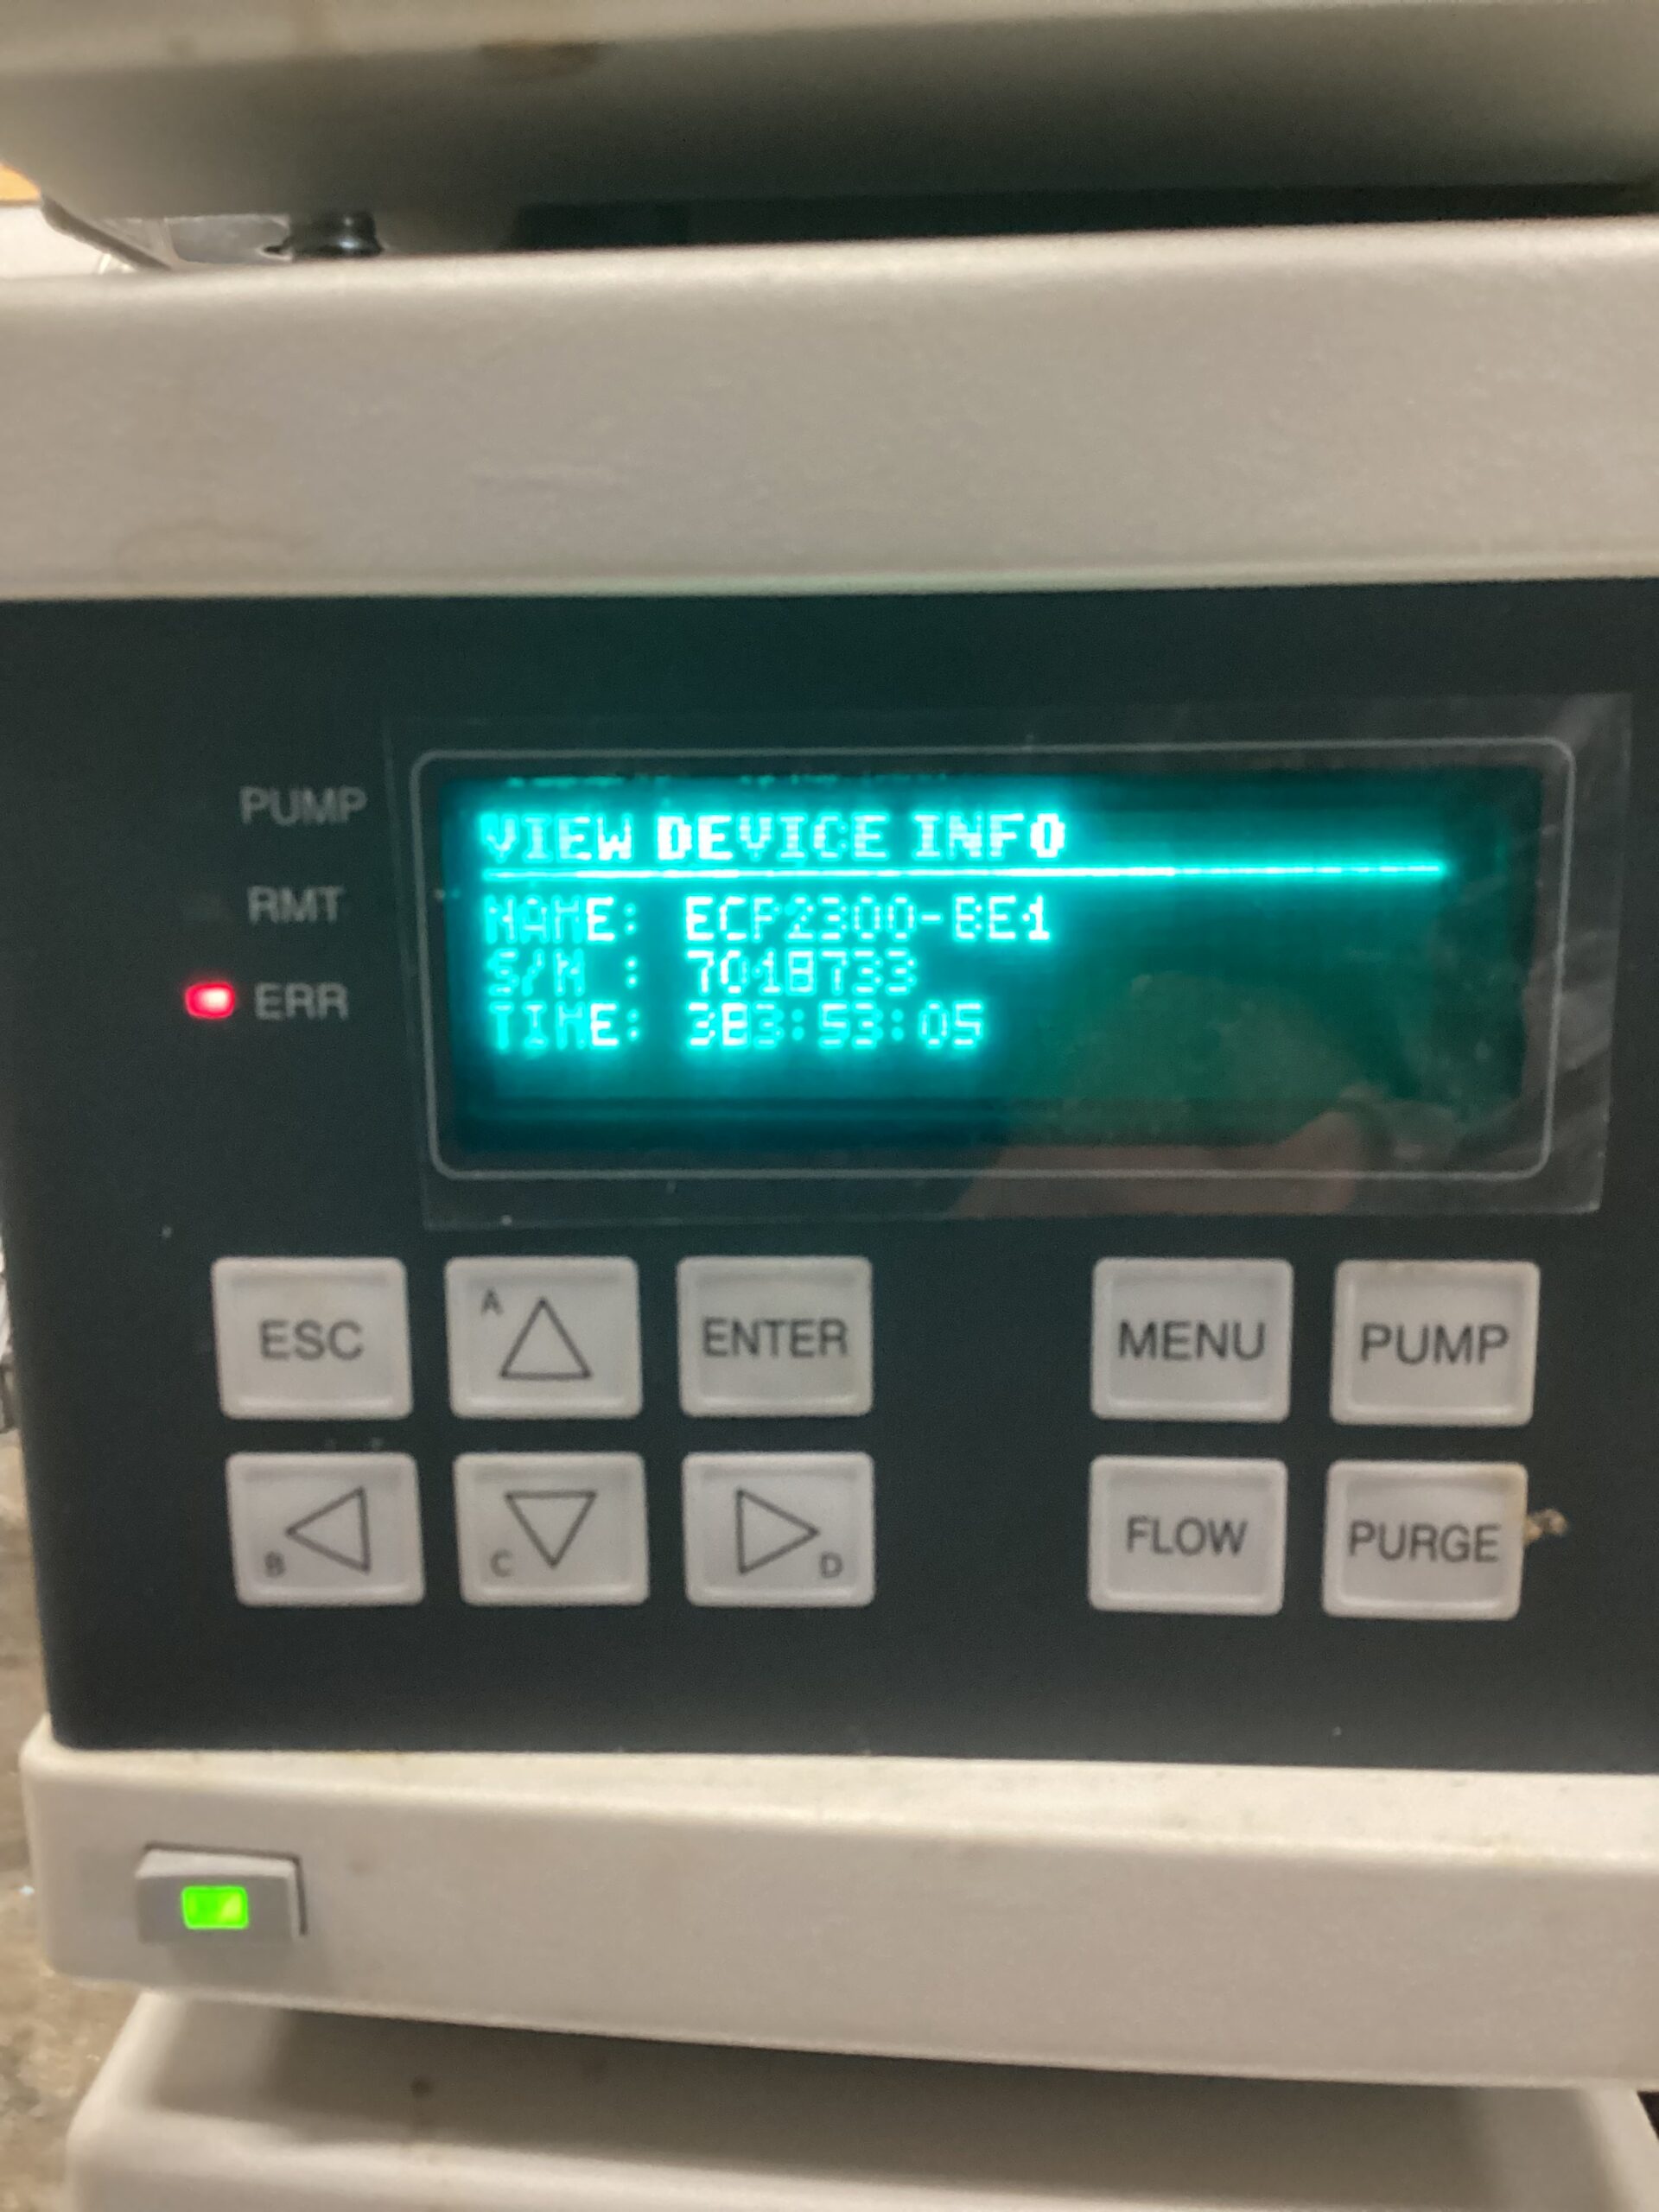 PUMP
RMT
ERR
VIEW DEVICE INFO
NAME: ECP2300-BE1
S/N : 7018733
TIME: 383:53:05
ESC
A
ENTER
MENU
PUMP
B
C
D
FLOW
PURGE